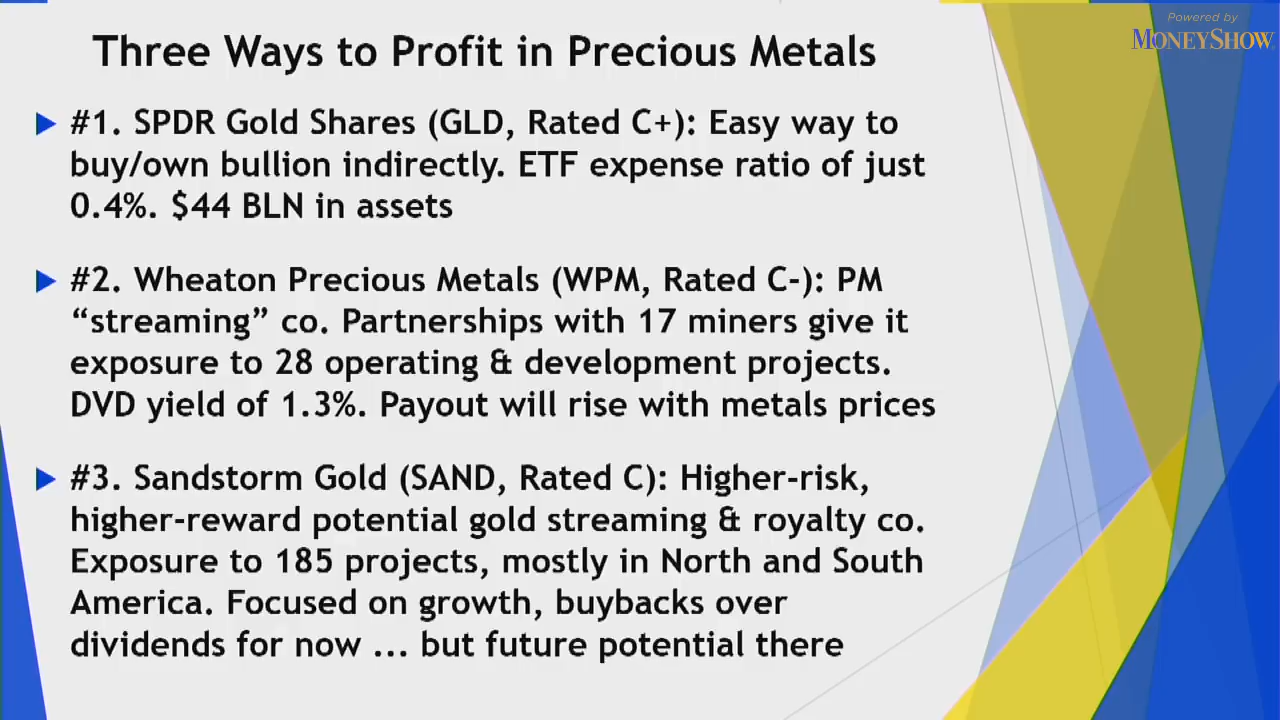 Powered by
MONEYSHOW
Three Ways to Profit in Precious Metals
#1. SPDR Gold Shares (GLD, Rated C+): Easy way to
buy/own bullion indirectly. ETF expense ratio of just
0.4%. $44 BLN in assets
#2. Wheaton Precious Metals (WPM, Rated C-): PM
“streaming” co. Partnerships with 17 miners give it
exposure to 28 operating & development projects.
DVD yield of 1.3%. Payout will rise with metals prices
#3. Sandstorm Gold (SAND, Rated C): Higher-risk,
higher-reward potential gold streaming & royalty co.
Exposure to 185 projects, mostly in North and South
America. Focused on growth, buybacks over
dividends for now ... but future potential there